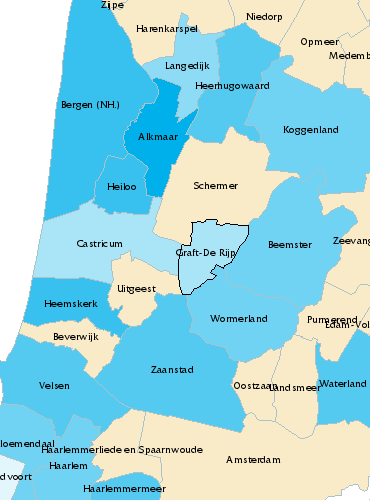 Zijpe
Niedorp
Harenkarspel
Opmeer
Medemb
Langedijk
Heerhugowaard
Bergen (NH.)
Koggenland
Alkmaar
Heiloo
Schermer
Castricum
Graft-De Rijp
Beemster
Zeevang
Uitgeest
Heemskerk
Wormerland
Purmerend
Edam-Vol
Beverwijk
Zaanstad
Velsen
Oostzaan
Landsmeer
Waterland
loemendaal
Haarlemmerliede en Spaarnwoude
Haarlem
Amsterdam
dvoort
Haarlemmermeer